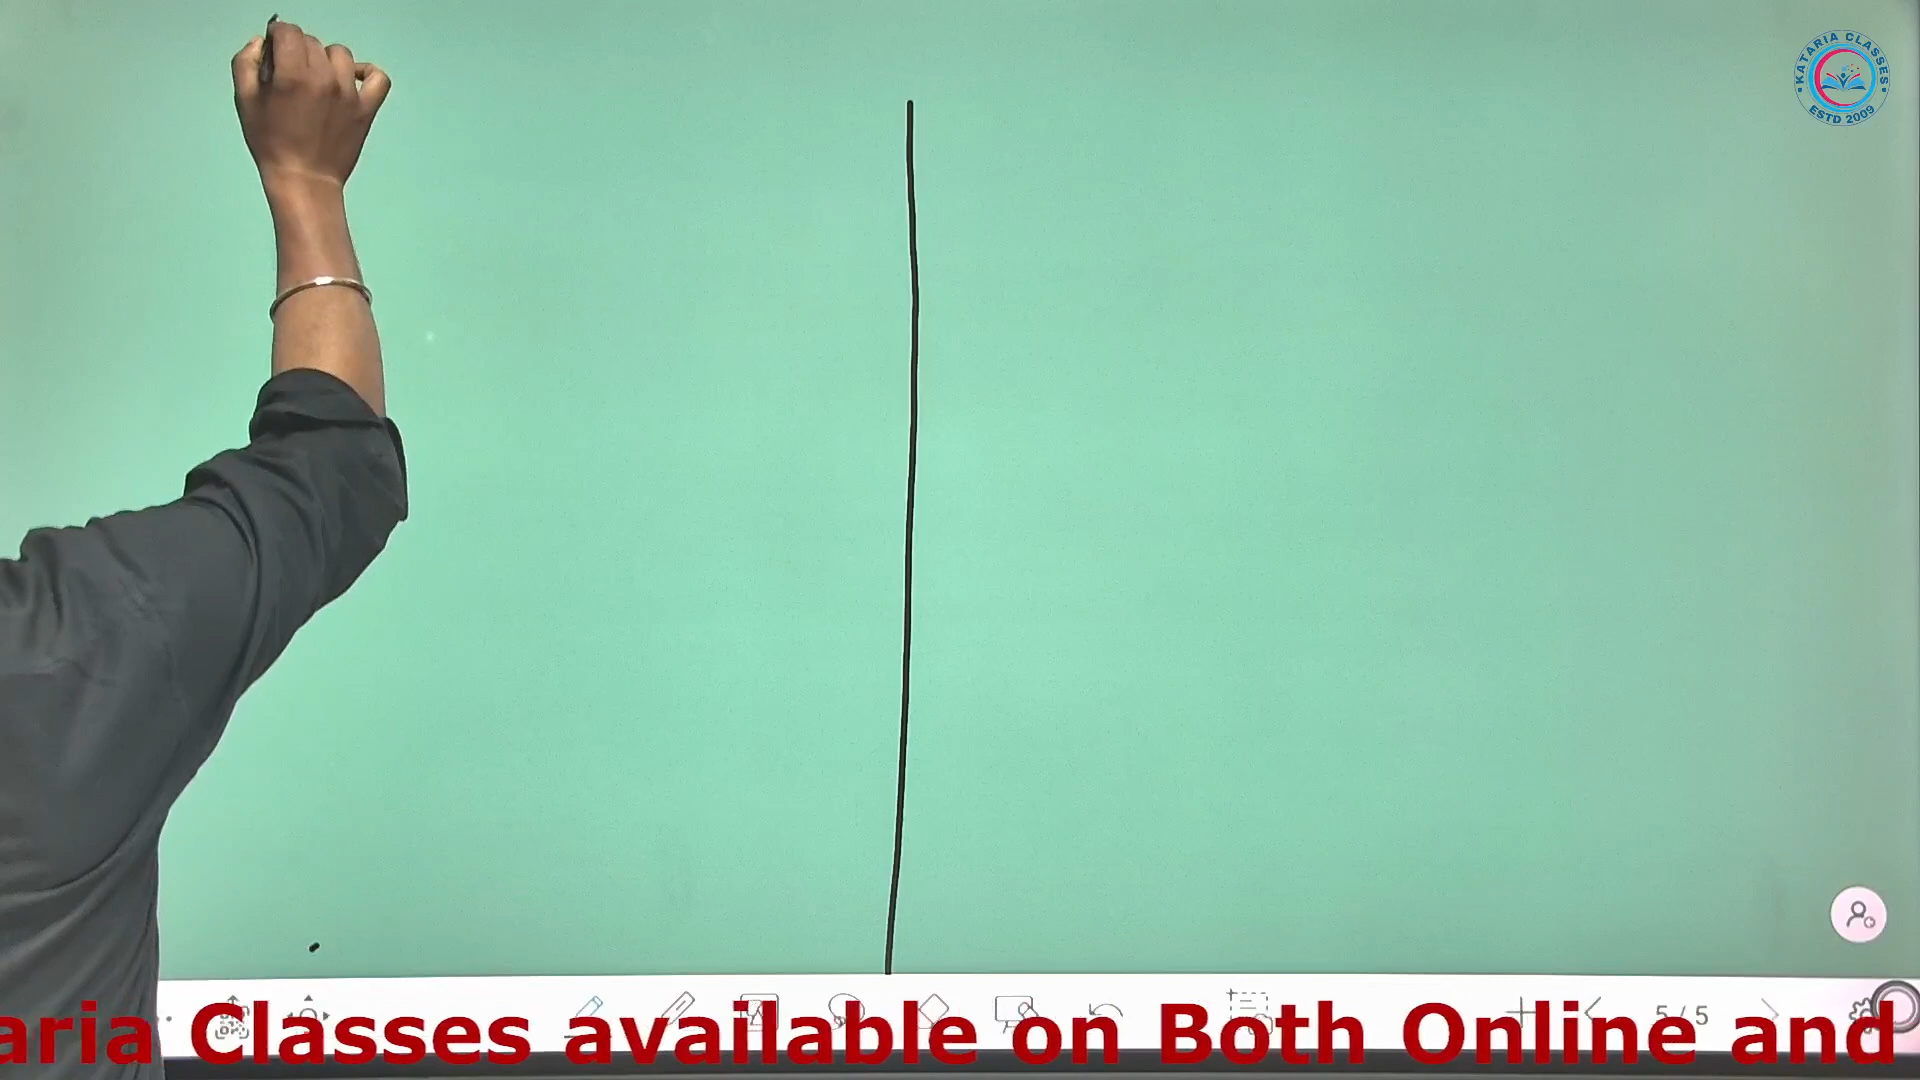 KATARIA CLASSES
ESTD 2009
5/5
aria Classes available on Both Online and